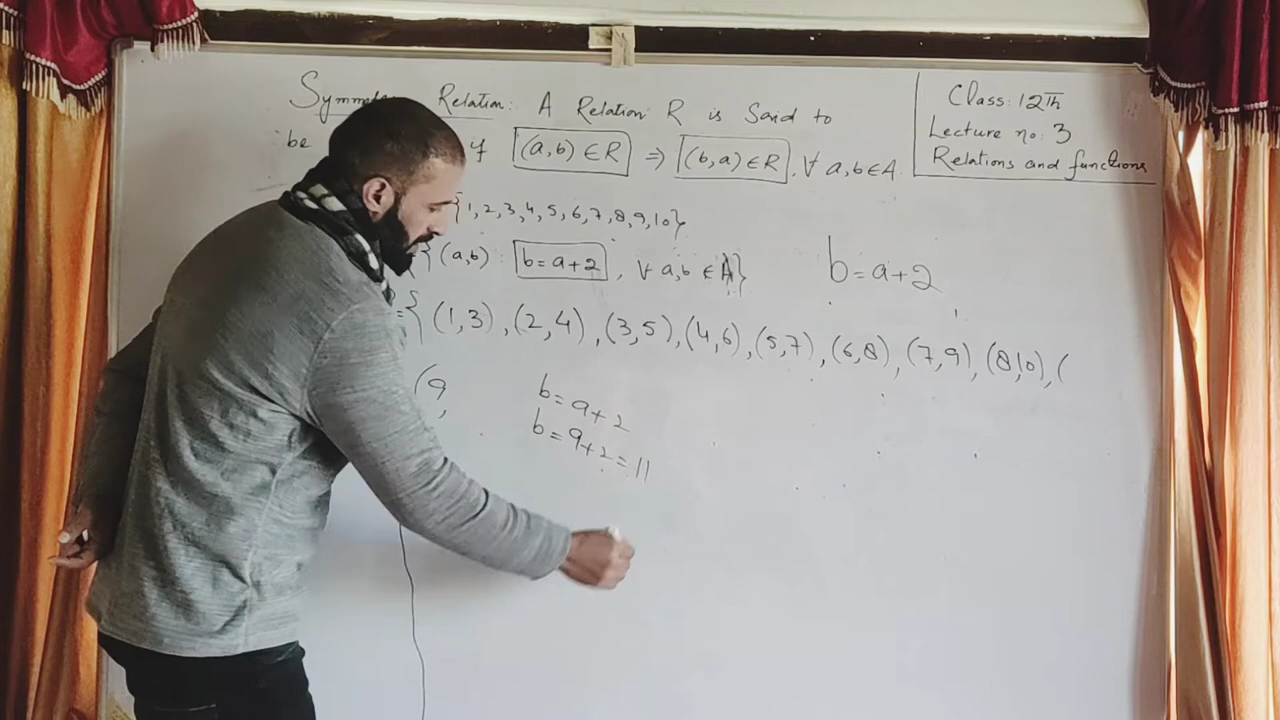 Symmetric Relation: A Relation R is Said to
be if (a,b) ∈ R ⇒ (b,a) ∈ R, ∀ a,b ∈ A.
Class: 12th
Lecture no: 3
Relations and functions
{1,2,3,4,5,6,7,8,9,10}
{(a,b) : b=a+2, ∀ a,b ∈ A}
b=a+2
={(1,3),(2,4),(3,5),(4,6),(5,7),(6,8),(7,9),(8,10),(
(9,
b=a+2
b=9+2=11